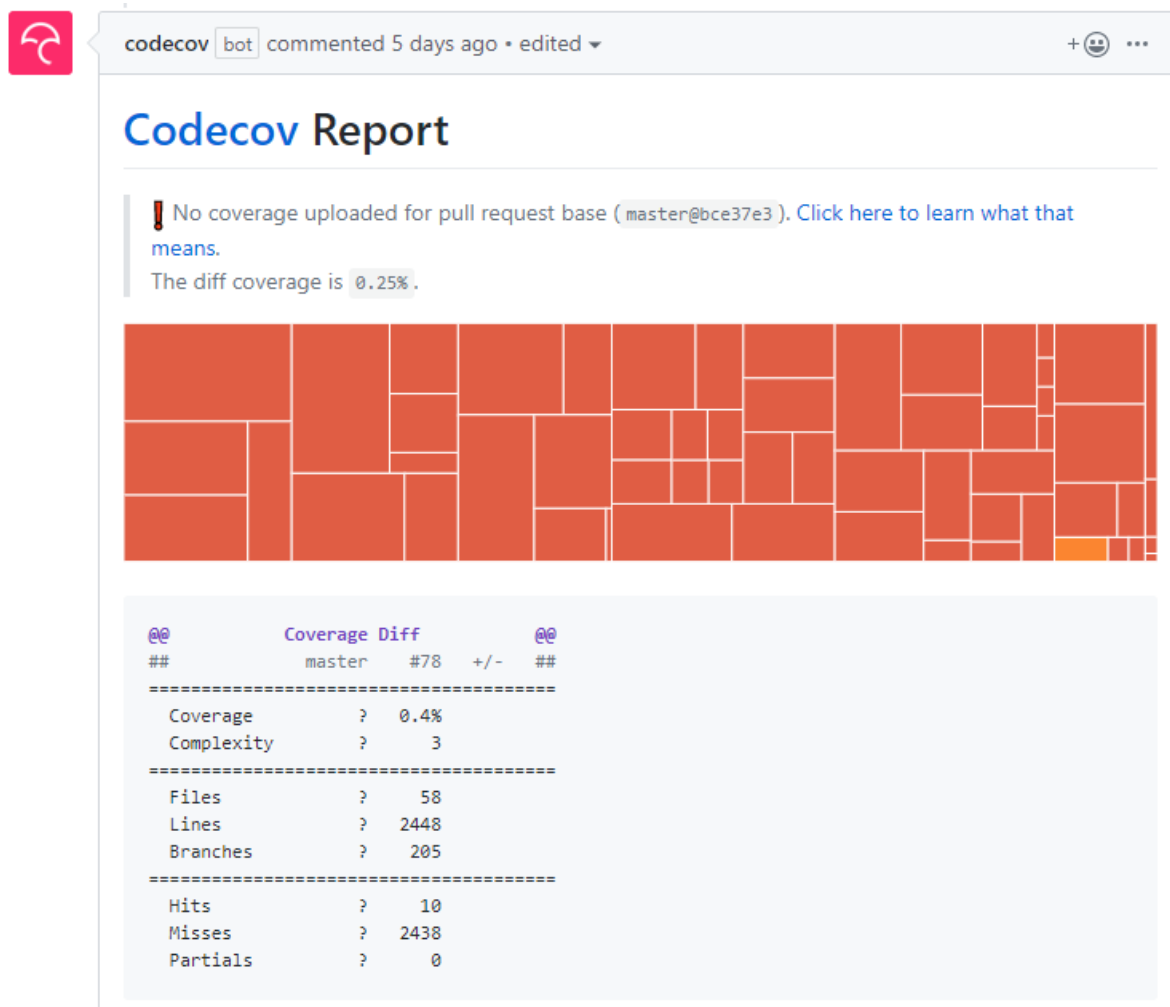 codecov bot commented 5 days ago • edited
Codecov Report
❗ No coverage uploaded for pull request base (master@bce37e3). Click here to learn what that
means.
The diff coverage is 0.25%.
@@           Coverage Diff           @@
##             master    #78   +/-   ##
=======================================
  Coverage          ?   0.4%
  Complexity        ?      3
=======================================
  Files             ?     58
  Lines             ?   2448
  Branches          ?    205
=======================================
  Hits              ?     10
  Misses            ?   2438
  Partials          ?      0